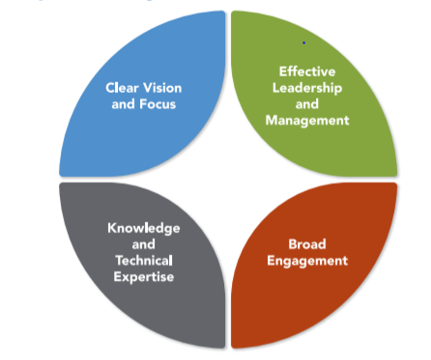 Clear Vision
and Focus
Effective
Leadership
and
Management
Knowledge
and
Technical
Expertise
Broad
Engagement